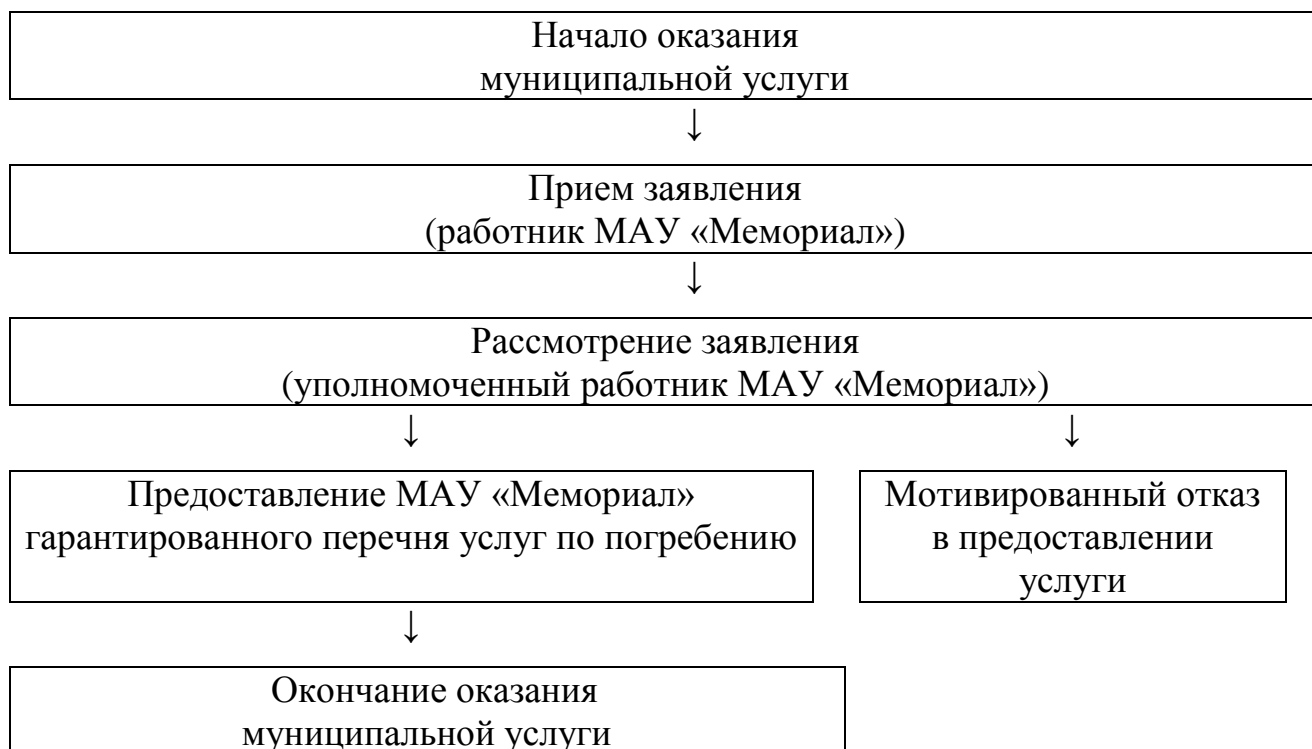 Начало оказания
муниципальной услуги
↓
Прием заявления
(работник МАУ «Мемориал»)
↓
Рассмотрение заявления
(уполномоченный работник МАУ «Мемориал»)
↓ ↓
Предоставление МАУ «Мемориал»
гарантированного перечня услуг по погребению
Мотивированный отказ
в предоставлении
услуги
↓
Окончание оказания
муниципальной услуги